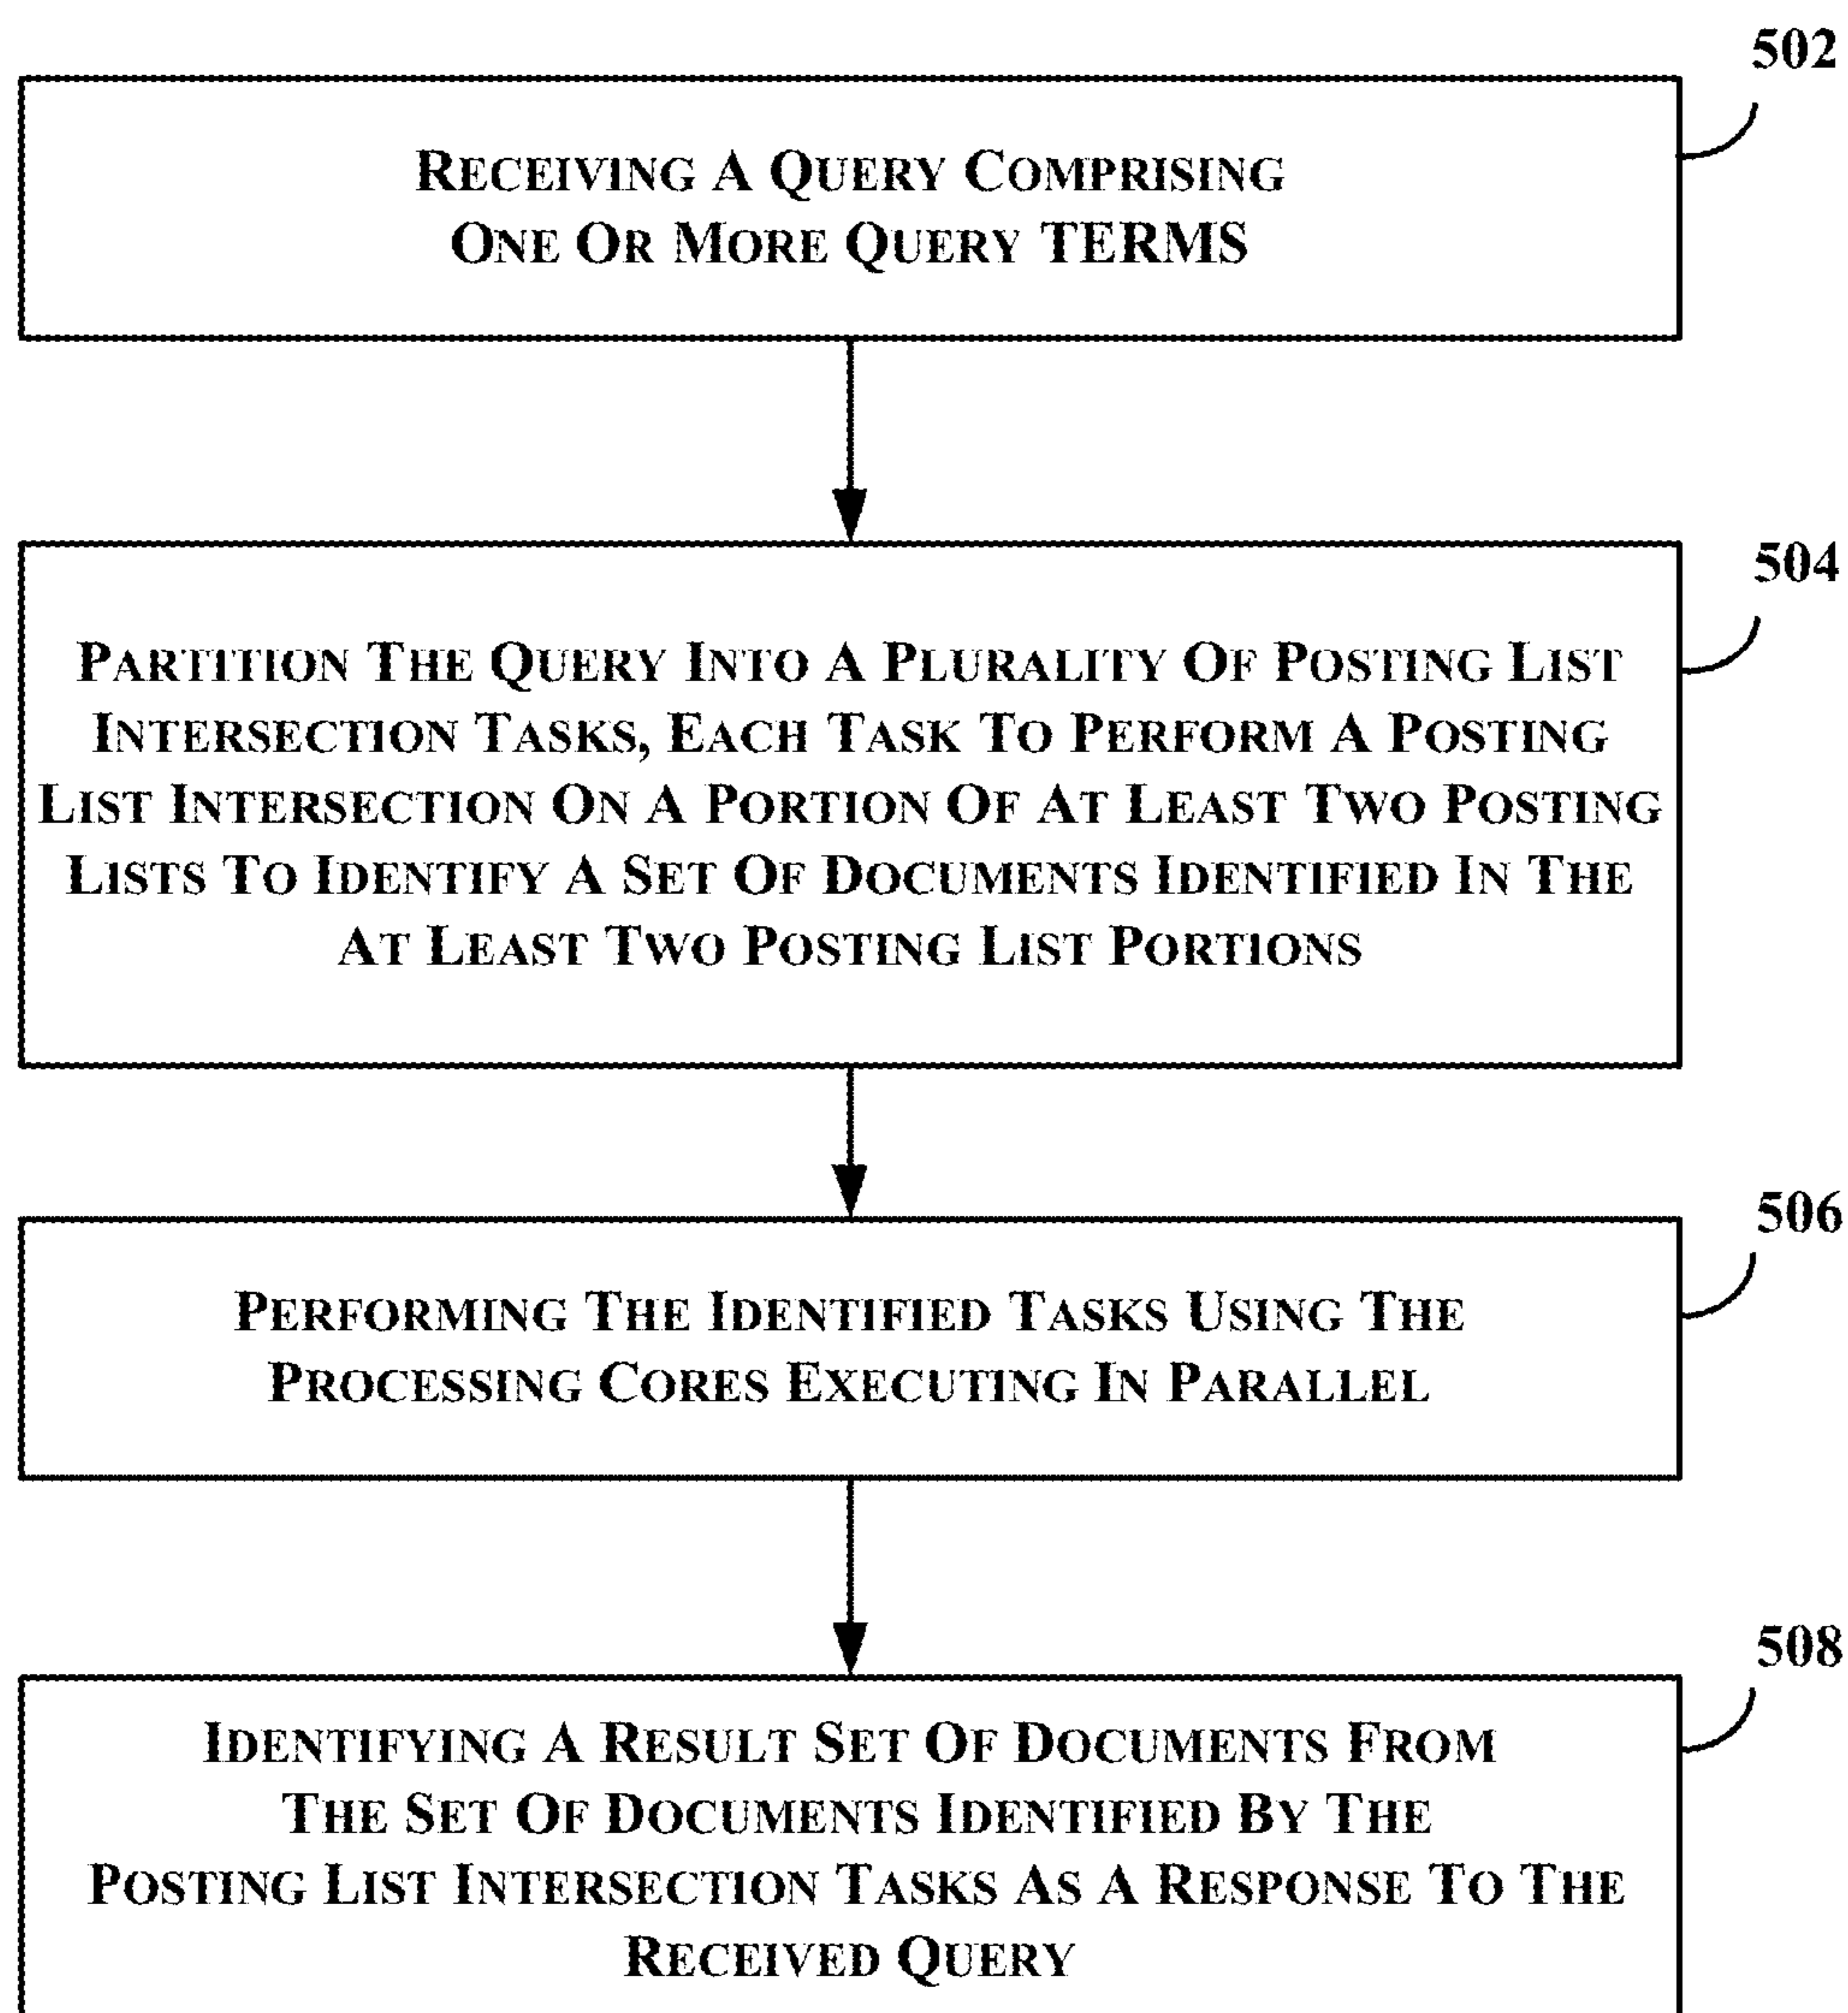 502
RECEIVING A QUERY COMPRISING
ONE OR MORE QUERY TERMS
504
PARTITION THE QUERY INTO A PLURALITY OF POSTING LIST
INTERSECTION TASKS, EACH TASK TO PERFORM A POSTING
LIST INTERSECTION ON A PORTION OF AT LEAST TWO POSTING
LISTS TO IDENTIFY A SET OF DOCUMENTS IDENTIFIED IN THE
AT LEAST TWO POSTING LIST PORTIONS
506
PERFORMING THE IDENTIFIED TASKS USING THE
PROCESSING CORES EXECUTING IN PARALLEL
508
IDENTIFYING A RESULT SET OF DOCUMENTS FROM
THE SET OF DOCUMENTS IDENTIFIED BY THE
POSTING LIST INTERSECTION TASKS AS A RESPONSE TO THE
RECEIVED QUERY